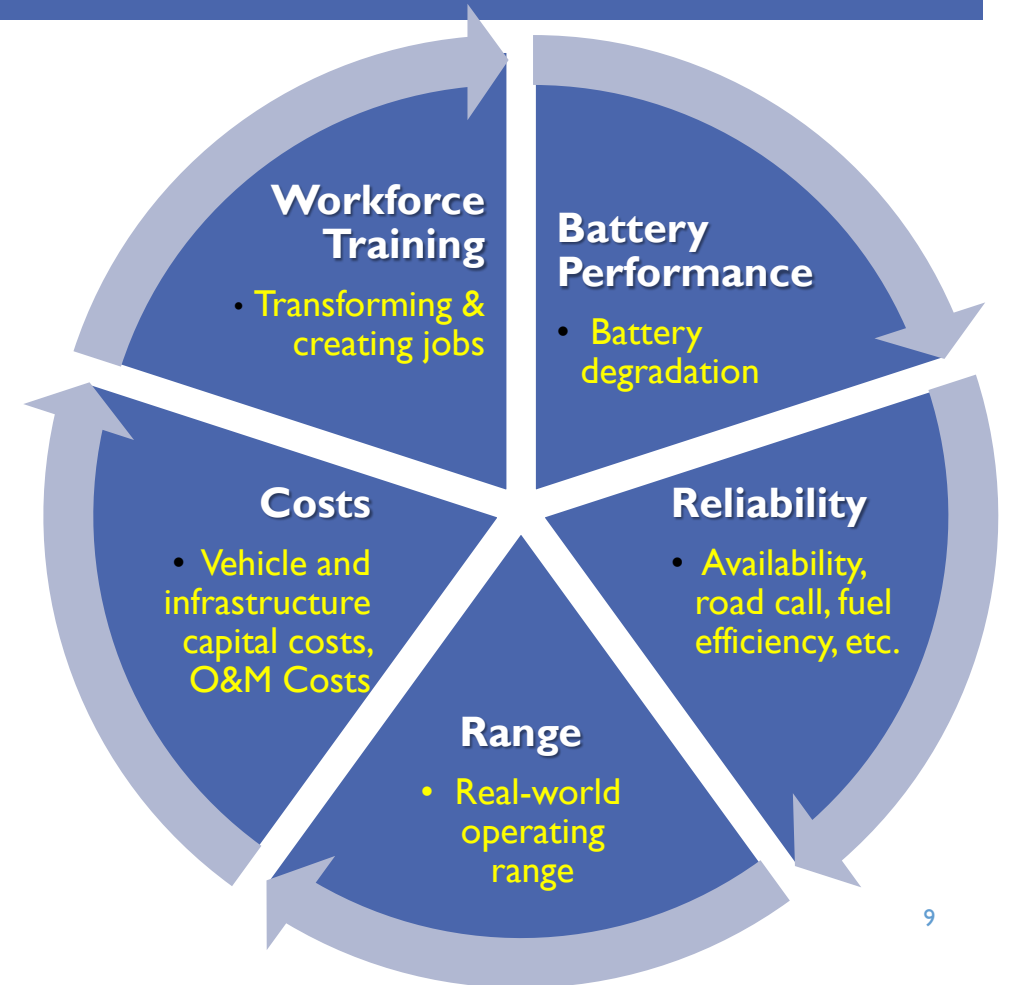 Workforce
Training
• Transforming &
creating jobs
Battery
Performance
• Battery
degradation
Reliability
• Availability,
road call, fuel
efficiency, etc.
Range
• Real-world
operating
range
Costs
• Vehicle and
infrastructure
capital costs,
O&M Costs
9